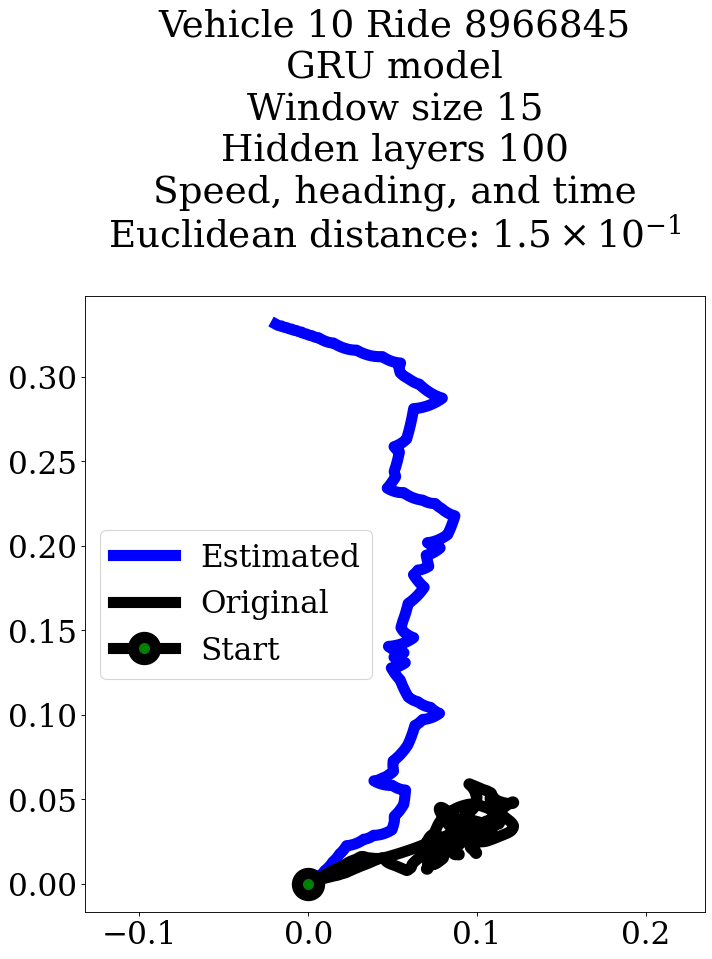 Vehicle 10 Ride 8966845
GRU model
Window size 15
Hidden layers 100
Speed, heading, and time
Euclidean distance: 1.5 × 10⁻¹
0.30
0.25
0.20
0.15
0.10
0.05
0.00
Estimated
Original
Start
−0.1 0.0 0.1 0.2